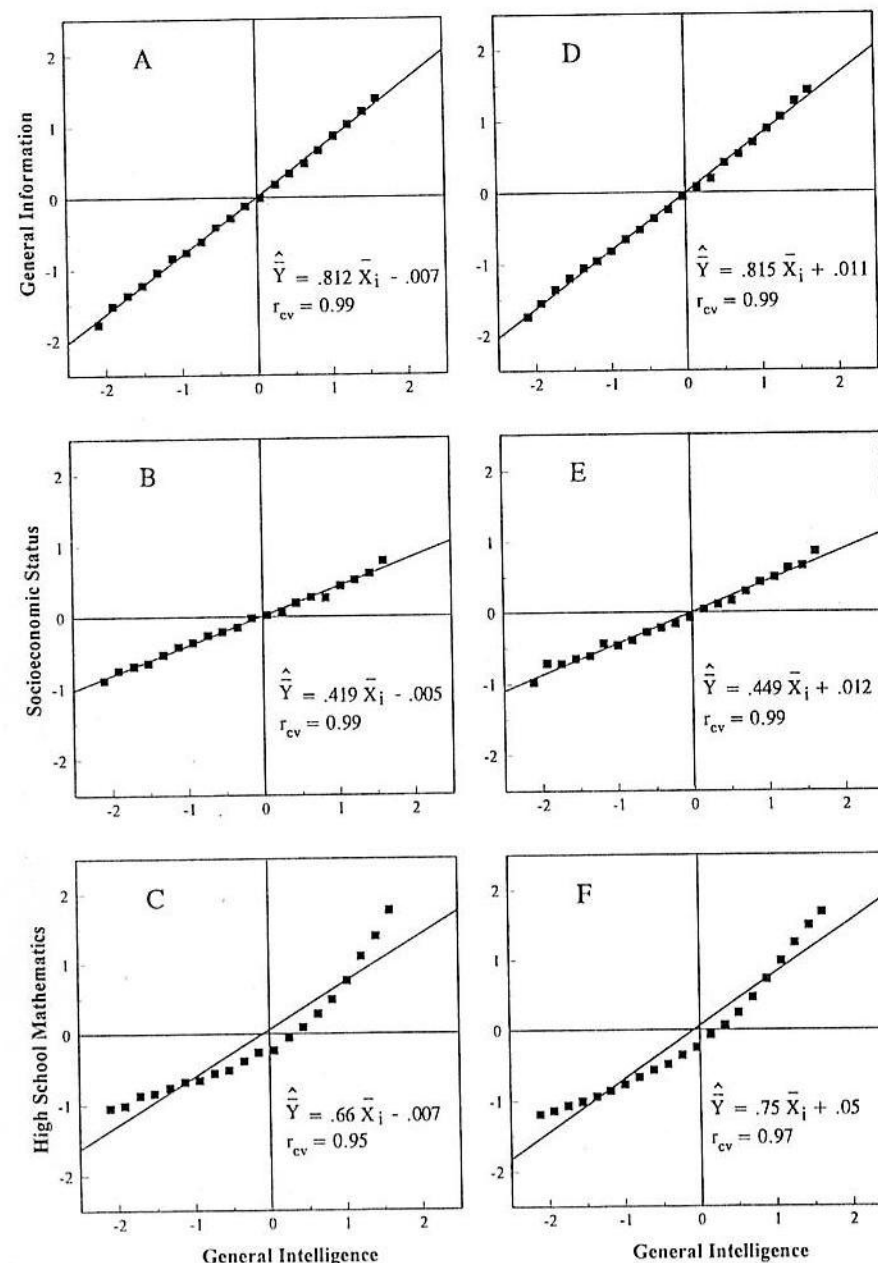 A
General Information
2
1
0
-1
-2
-2 -1 0 1 2
Ŷ̄ = .812 X̄i - .007
rcv = 0.99
D
2
1
0
-1
-2
-2 -1 0 1 2
Ŷ̄ = .815 X̄i + .011
rcv = 0.99
B
Socioeconomic Status
2
1
0
-1
-2
-2 -1 0 1 2
Ŷ̄ = .419 X̄i - .005
rcv = 0.99
E
2
1
0
-1
-2
-2 -1 0 1 2
Ŷ̄ = .449 X̄i + .012
rcv = 0.99
C
High School Mathematics
2
1
0
-1
-2
-2 -1 0 1 2
Ŷ̄ = .66 X̄i - .007
rcv = 0.95
General Intelligence
F
2
1
0
-1
-2
-2 -1 0 1 2
Ŷ̄ = .75 X̄i + .05
rcv = 0.97
General Intelligence